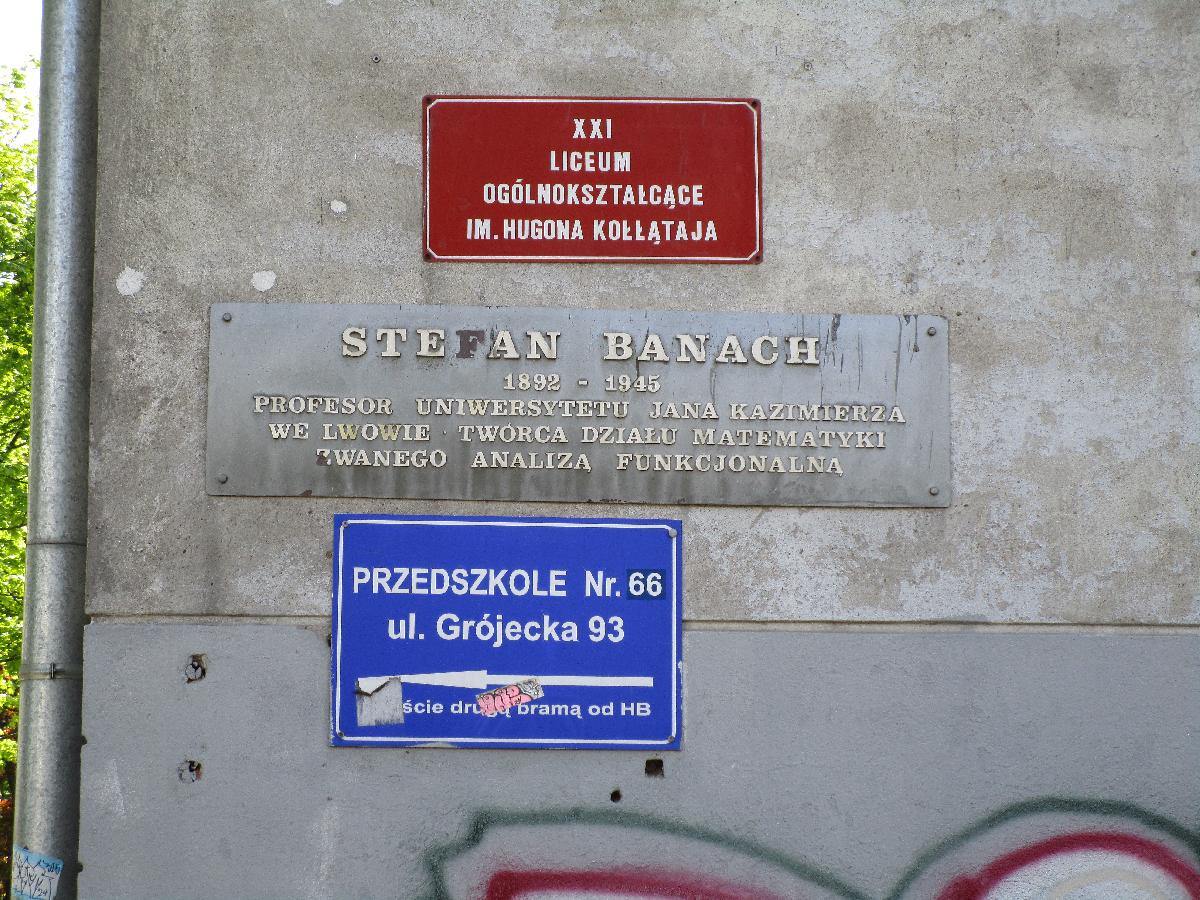 XXI
LICEUM
OGÓLNOKSZTAŁCĄCE
IM. HUGONA KOŁŁĄTAJA
STEFAN BANACH
1892 - 1945
PROFESOR UNIWERSYTETU JANA KAZIMIERZA
WE LWOWIE TWÓRCA DZIAŁU MATEMATYKI
ZWANEGO ANALIZĄ FUNKCJONALNĄ
PRZEDSZKOLE Nr. 66
ul. Grójecka 93
ście drugą bramą od HB